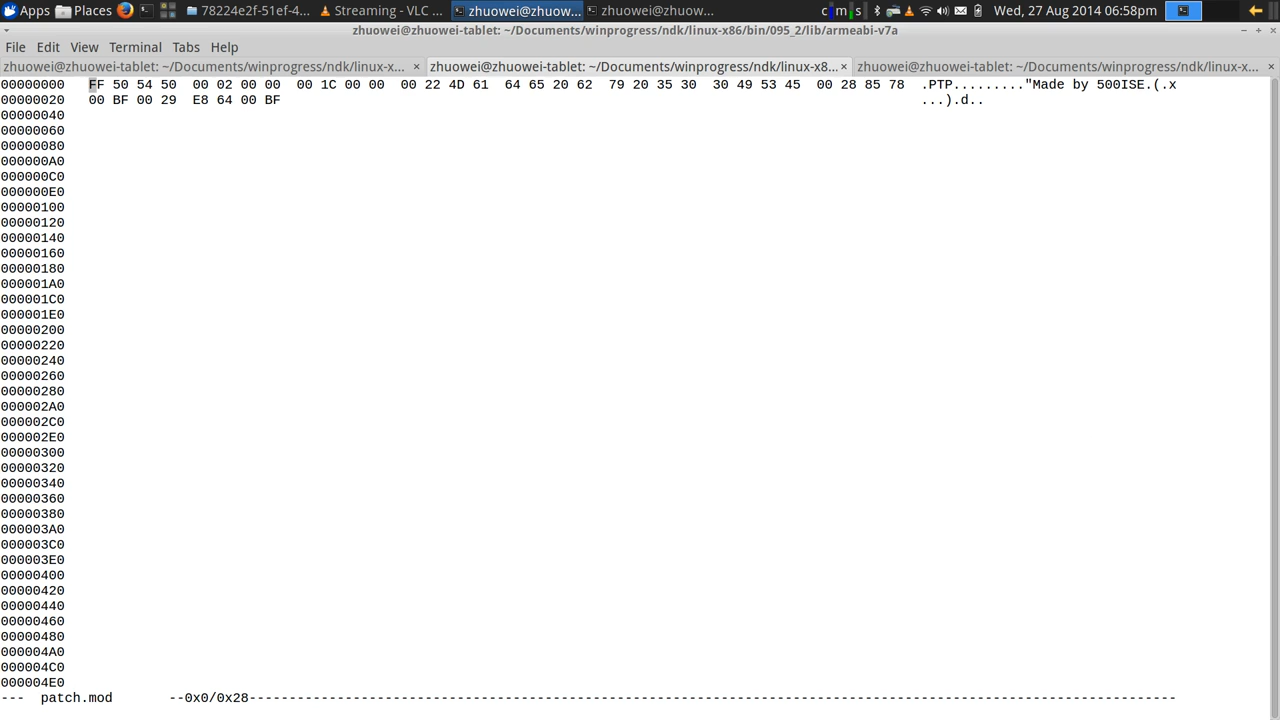 Apps Places 78224e2f-51ef-4... Streaming - VLC ... zhuowei@zhuow... zhuowei@zhuow... Wed, 27 Aug 2014 06:58pm
zhuowei@zhuowei-tablet: ~/Documents/winprogress/ndk/linux-x86/bin/095_2/lib/armeabi-v7a
File Edit View Terminal Tabs Help
zhuowei@zhuowei-tablet: ~/Documents/winprogress/ndk/linux-x... × zhuowei@zhuowei-tablet: ~/Documents/winprogress/ndk/linux-x8... × zhuowei@zhuowei-tablet: ~/Documents/winprogress/ndk/linux-x... ×
00000000 FF 50 54 50 00 02 00 00 00 1C 00 00 00 22 4D 61 64 65 20 62 79 20 35 30 30 49 53 45 00 28 85 78 .PTP........."Made by 500ISE.(.x
00000020 00 BF 00 29 E8 64 00 BF ...).d..
00000040
00000060
00000080
000000A0
000000C0
000000E0
00000100
00000120
00000140
00000160
00000180
000001A0
000001C0
000001E0
00000200
00000220
00000240
00000260
00000280
000002A0
000002C0
000002E0
00000300
00000320
00000340
00000360
00000380
000003A0
000003C0
000003E0
00000400
00000420
00000440
00000460
00000480
000004A0
000004C0
000004E0
--- patch.mod --0x0/0x28--------------------------------------------------------------------------------------------------------------------